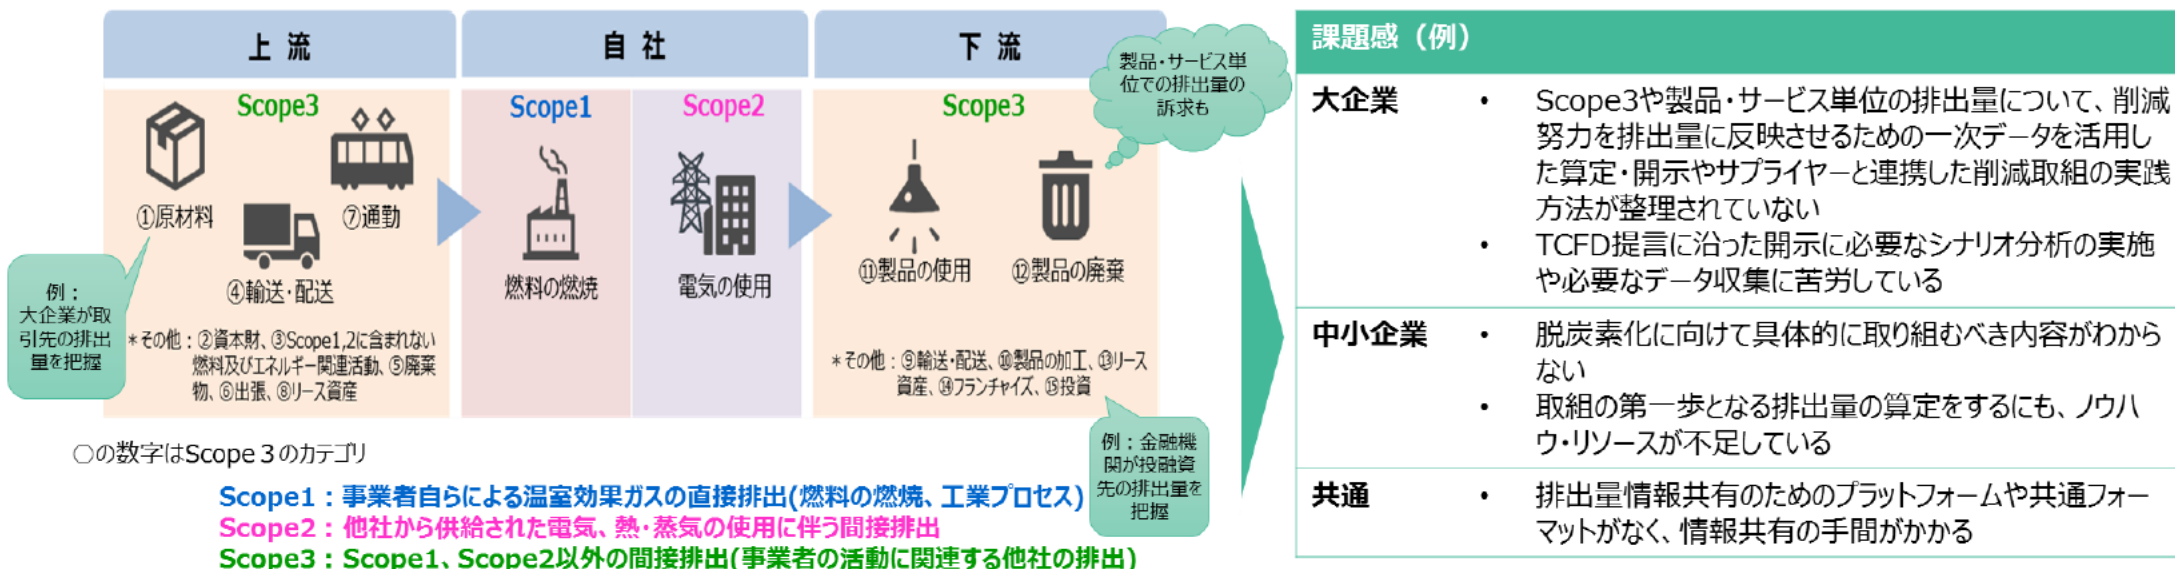 上 流
自 社
下 流
製品・サービス単
位での排出量の
訴求も
Scope3
①原材料
⑦通勤
④輸送・配送
例：
大企業が取
引先の排出
量を把握
＊その他：②資本財、③Scope1,2に含まれない
燃料及びエネルギー関連活動、⑤廃棄
物、⑥出張、⑧リース資産
Scope1
燃料の燃焼
Scope2
電気の使用
Scope3
⑪製品の使用
⑫製品の廃棄
＊その他：⑨輸送・配送、⑩製品の加工、⑬リース
資産、⑭フランチャイズ、⑮投資
例；金融機
関が投融資
先の排出量を
把握
○の数字はScope３のカテゴリ
Scope1：事業者自らによる温室効果ガスの直接排出(燃料の燃焼、工業プロセス)
Scope2：他社から供給された電気、熱・蒸気の使用に伴う間接排出
Scope3：Scope1、Scope2以外の間接排出(事業者の活動に関連する他社の排出)
課題感（例）
大企業
• Scope3や製品・サービス単位の排出量について、削減
努力を排出量に反映させるための一次データを活用し
た算定・開示やサプライヤーと連携した削減取組の実践
方法が整理されていない
• TCFD提言に沿った開示に必要なシナリオ分析の実施
や必要なデータ収集に苦労している
中小企業
• 脱炭素化に向けて具体的に取り組むべき内容がわから
ない
• 取組の第一歩となる排出量の算定をするにも、ノウハ
ウ・リソースが不足している
共通
• 排出量情報共有のためのプラットフォームや共通フォー
マットがなく、情報共有の手間がかかる